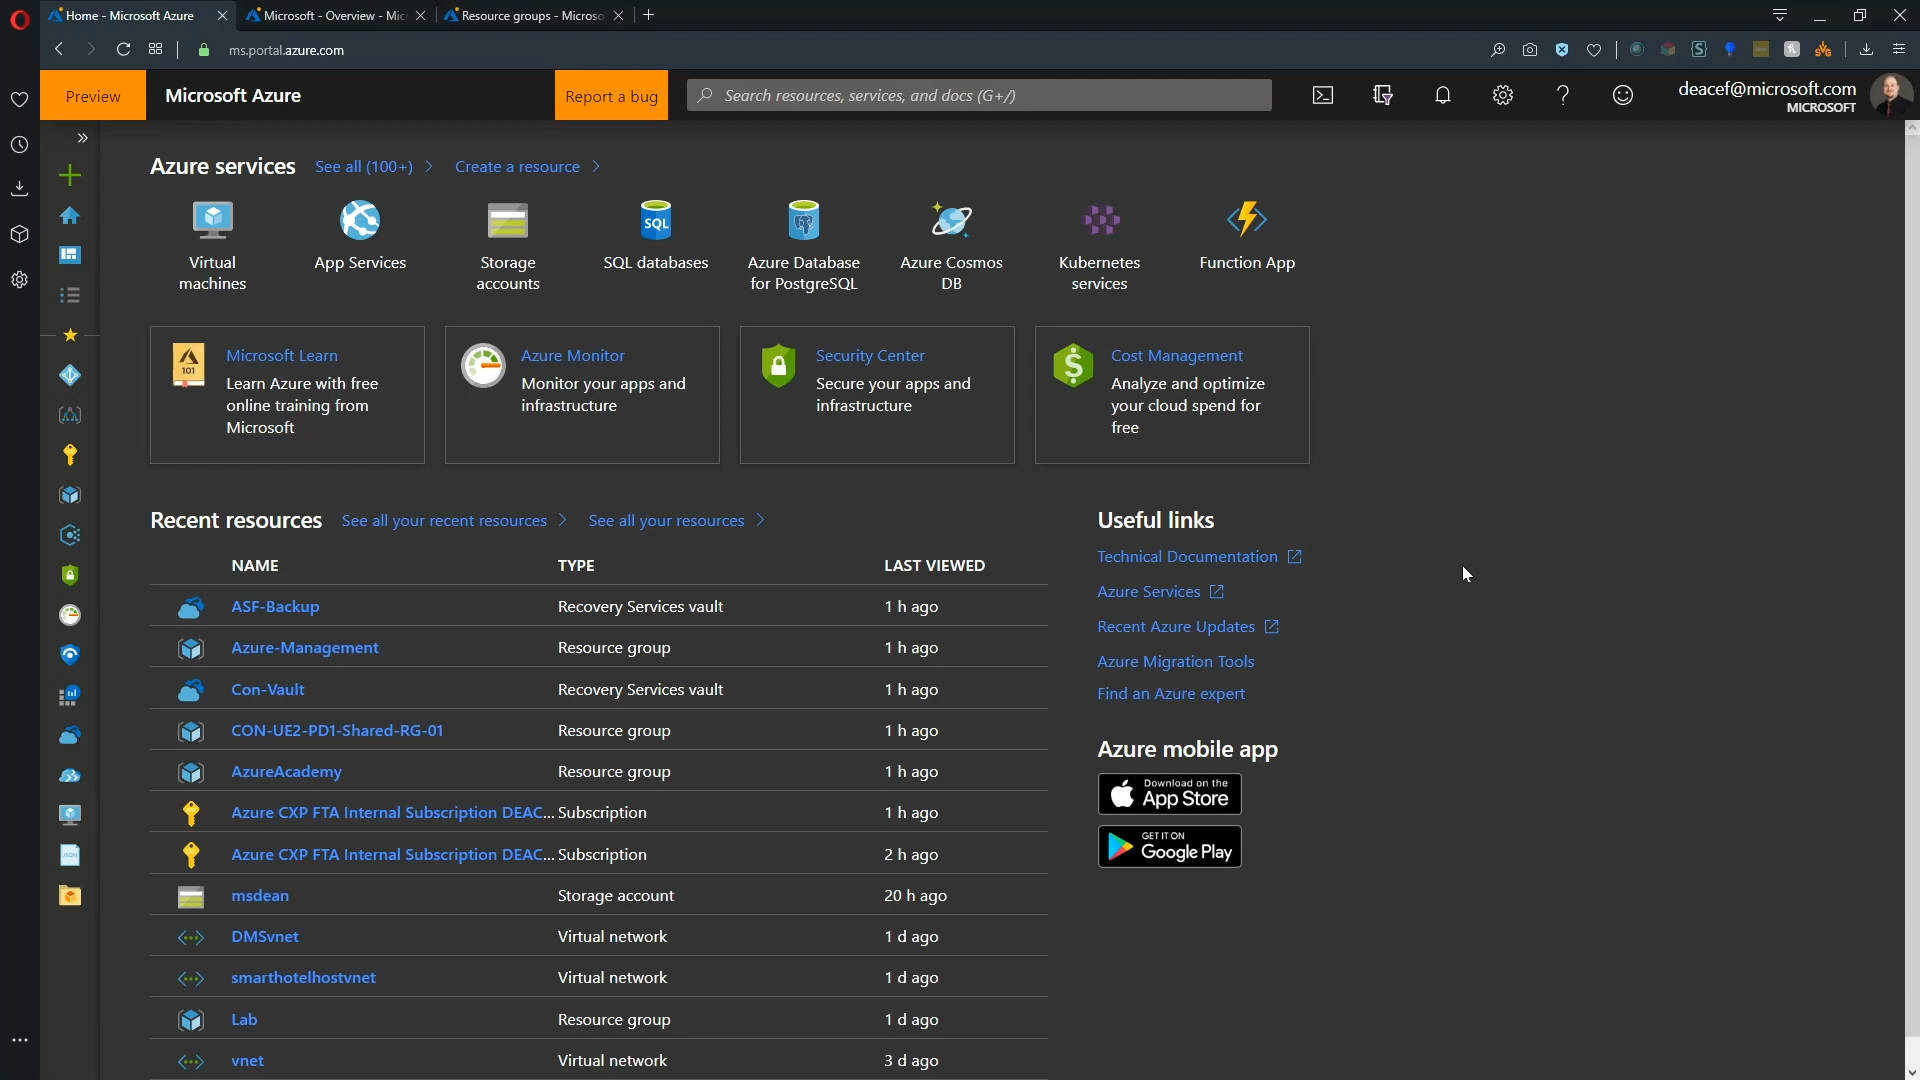 Home - Microsoft Azure
Microsoft - Overview - Mic
Resource groups - Microso
ms.portal.azure.com
Preview
Microsoft Azure
Report a bug
Search resources, services, and docs (G+/)
deacef@microsoft.com
MICROSOFT
Azure services
See all (100+)
Create a resource
Virtual
machines
App Services
Storage
accounts
SQL
SQL databases
Azure Database
for PostgreSQL
Azure Cosmos
DB
Kubernetes
services
Function App
101
Microsoft Learn
Learn Azure with free
online training from
Microsoft
Azure Monitor
Monitor your apps and
infrastructure
Security Center
Secure your apps and
infrastructure
Cost Management
Analyze and optimize
your cloud spend for
free
Recent resources
See all your recent resources
See all your resources
NAME TYPE LAST VIEWED
ASF-Backup Recovery Services vault 1 h ago
Azure-Management Resource group 1 h ago
Con-Vault Recovery Services vault 1 h ago
CON-UE2-PD1-Shared-RG-01 Resource group 1 h ago
AzureAcademy Resource group 1 h ago
Azure CXP FTA Internal Subscription DEAC... Subscription 1 h ago
Azure CXP FTA Internal Subscription DEAC... Subscription 2 h ago
msdean Storage account 20 h ago
DMSvnet Virtual network 1 d ago
smarthotelhostvnet Virtual network 1 d ago
Lab Resource group 1 d ago
vnet Virtual network 3 d ago
Useful links
Technical Documentation
Azure Services
Recent Azure Updates
Azure Migration Tools
Find an Azure expert
Azure mobile app
Download on the
App Store
GET IT ON
Google Play